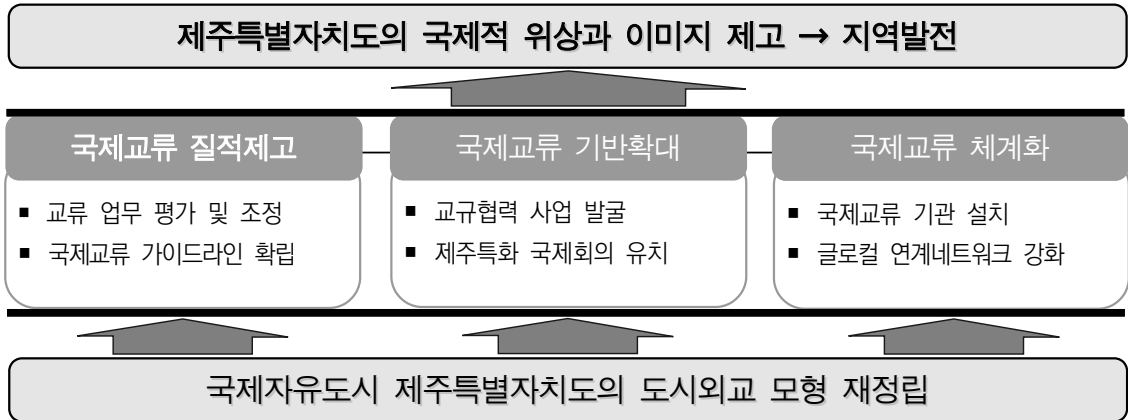 제주특별자치도의 국제적 위상과 이미지 제고 → 지역발전
국제교류 질적제고
▪ 교류 업무 평가 및 조정
▪ 국제교류 가이드라인 확립
국제교류 기반확대
▪ 교규협력 사업 발굴
▪ 제주특화 국제회의 유치
국제교류 체계화
▪ 국제교류 기관 설치
▪ 글로컬 연계네트워크 강화
국제자유도시 제주특별자치도의 도시외교 모형 재정립